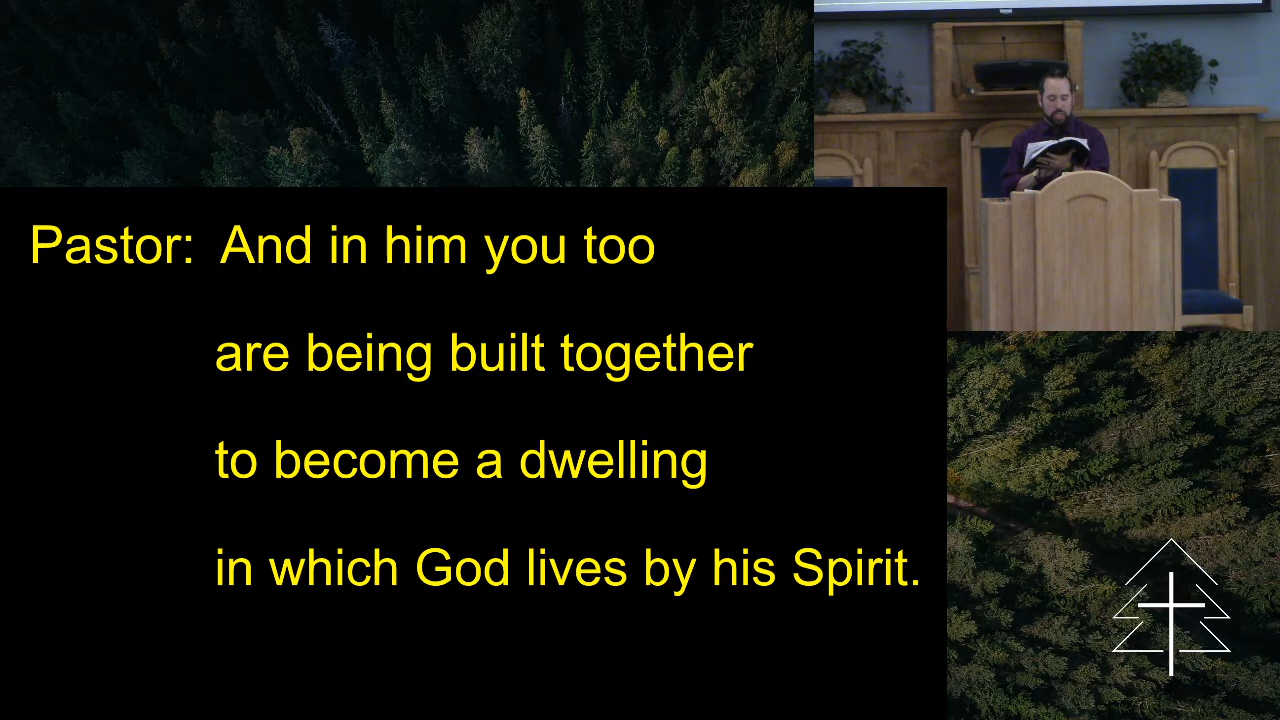 Pastor: And in him you too
are being built together
to become a dwelling
in which God lives by his Spirit.